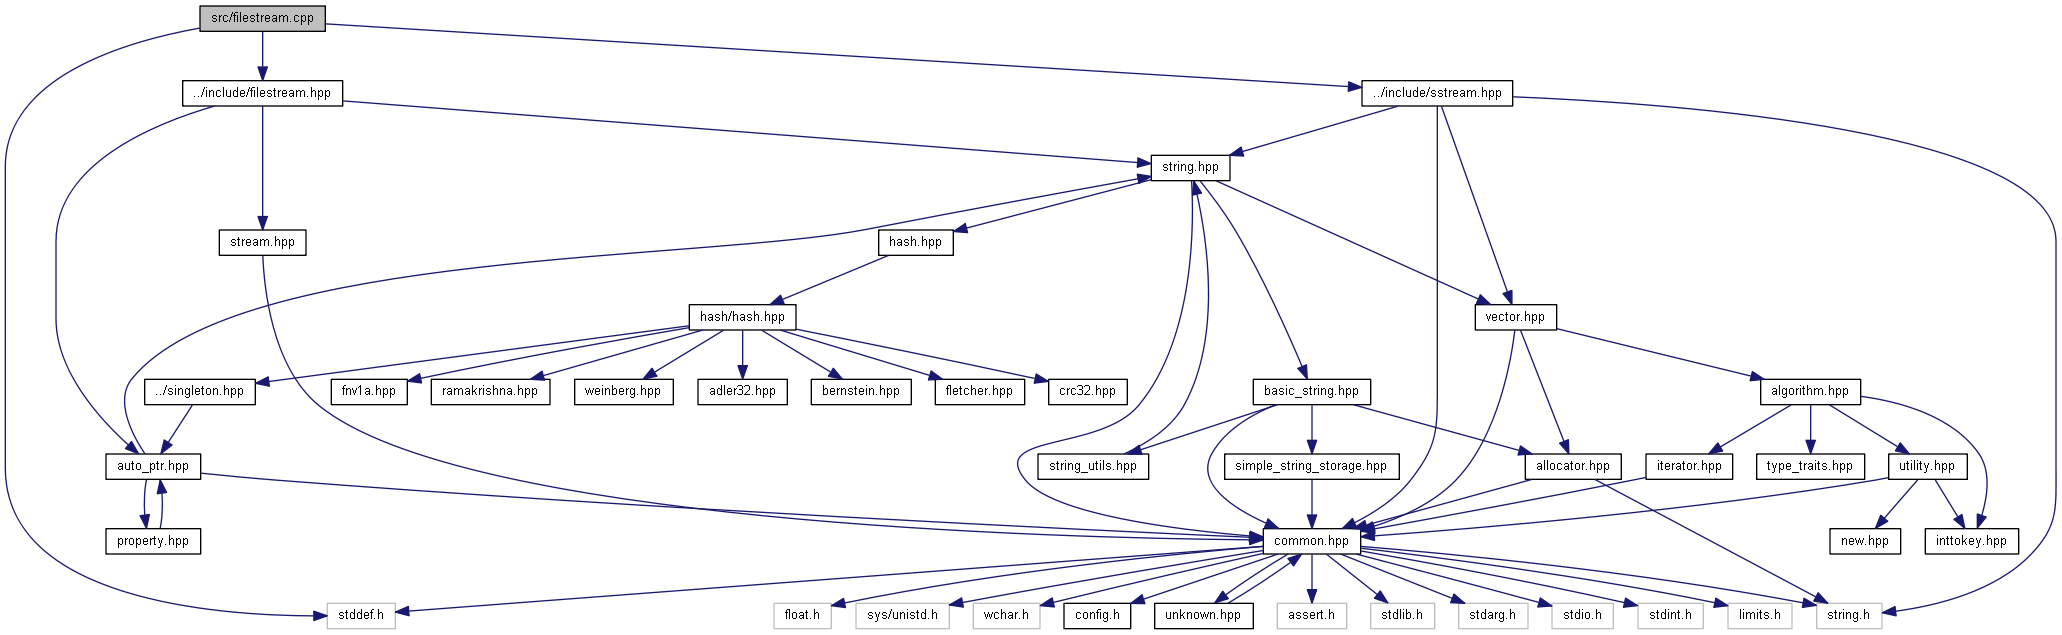 src/filestream.cpp
../include/filestream.hpp
../include/sstream.hpp
string.hpp
stream.hpp
hash.hpp
hash/hash.hpp
vector.hpp
../singleton.hpp
fnv1a.hpp
ramakrishna.hpp
weinberg.hpp
adler32.hpp
bernstein.hpp
fletcher.hpp
crc32.hpp
basic_string.hpp
algorithm.hpp
auto_ptr.hpp
string_utils.hpp
simple_string_storage.hpp
allocator.hpp
iterator.hpp
type_traits.hpp
utility.hpp
property.hpp
common.hpp
new.hpp
inttokey.hpp
stddef.h
float.h
sys/unistd.h
wchar.h
config.h
unknown.hpp
assert.h
stdlib.h
stdarg.h
stdio.h
stdint.h
limits.h
string.h